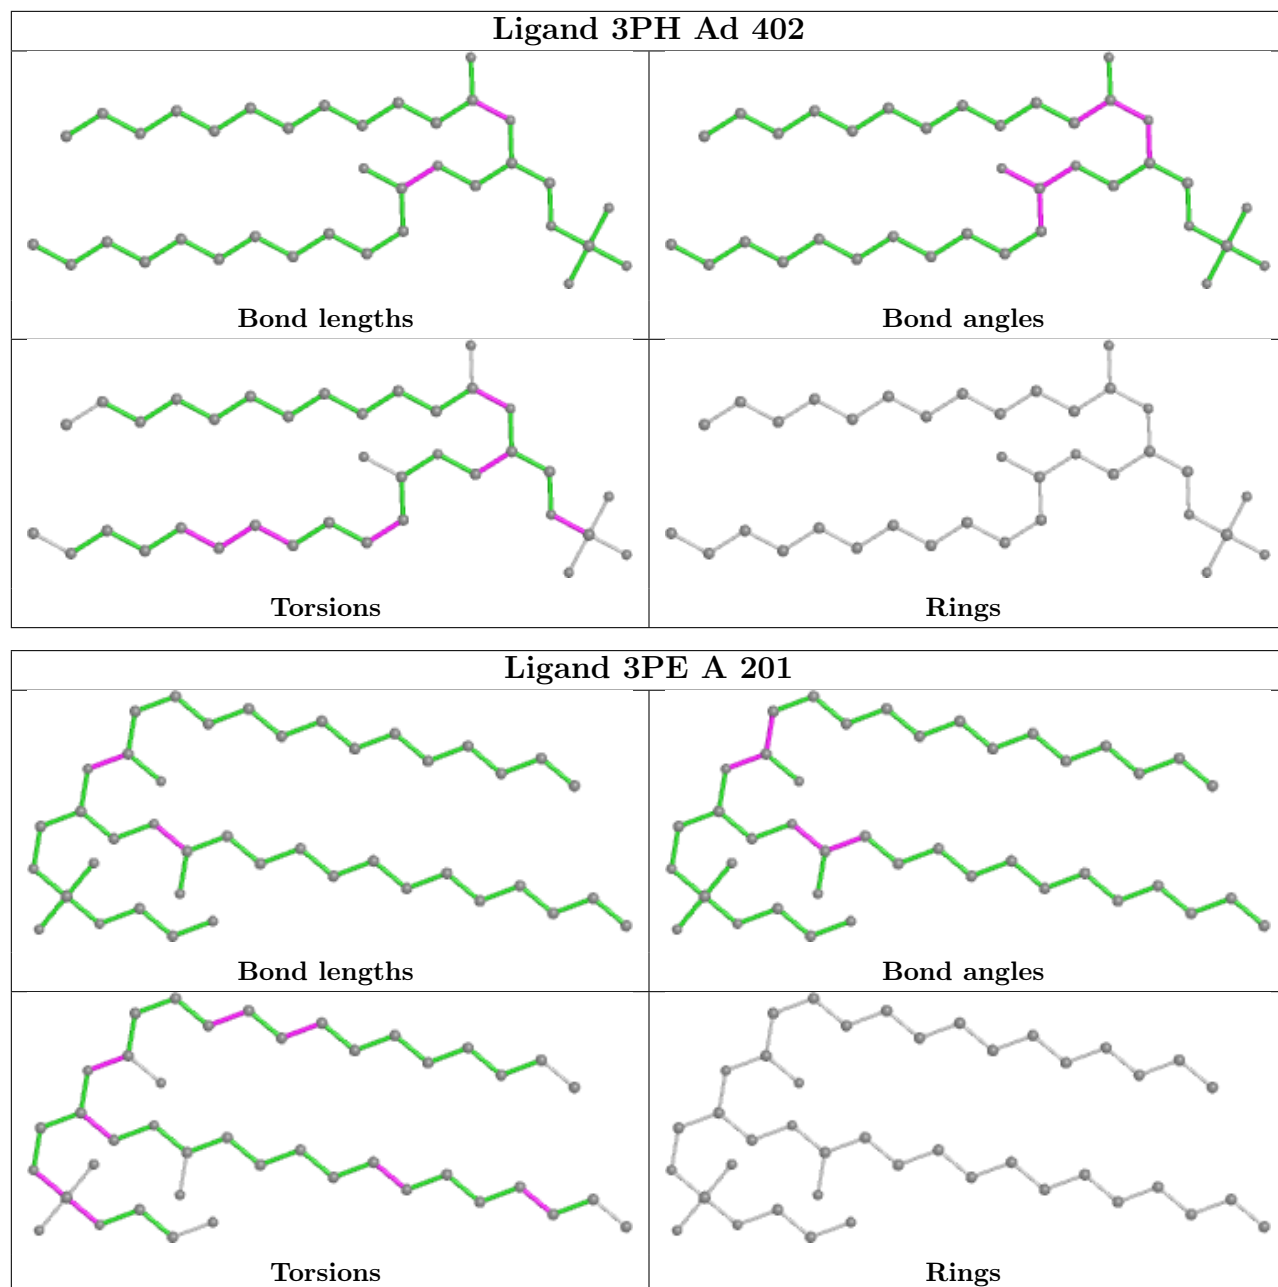 Ligand 3PH Ad 402
Bond lengths
Bond angles
Torsions
Rings
Ligand 3PE A 201
Bond lengths
Bond angles
Torsions
Rings